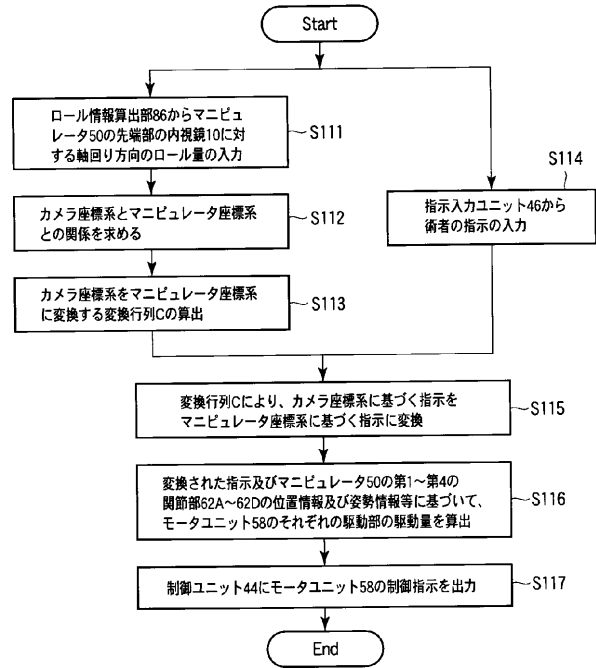 Start
ロール情報算出部86からマニピュ
レータ50の先端部の内視鏡10に対
する軸回り方向のロール量の入力
S111
カメラ座標系とマニピュレータ座標系
との関係を求める
S112
カメラ座標系をマニピュレータ座標系
に変換する変換行列Cの算出
S113
S114
指示入力ユニット46から
術者の指示の入力
変換行列Cにより、カメラ座標系に基づく指示を
マニピュレータ座標系に基づく指示に変換
S115
変換された指示及びマニピュレータ50の第1～第4の
関節部62A～62Dの位置情報及び姿勢情報等に基づいて、
モータユニット58のそれぞれの駆動部の駆動量を算出
S116
制御ユニット44にモータユニット58の制御指示を出力
S117
End